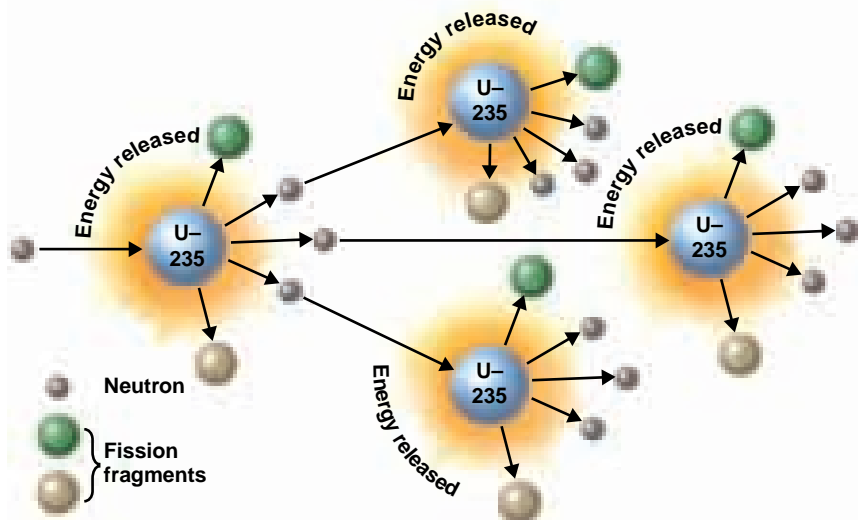 Energy released
U–
235
Energy released
U–
235
Energy released
U–
235
Energy released
U–
235
Neutron
Fission
fragments